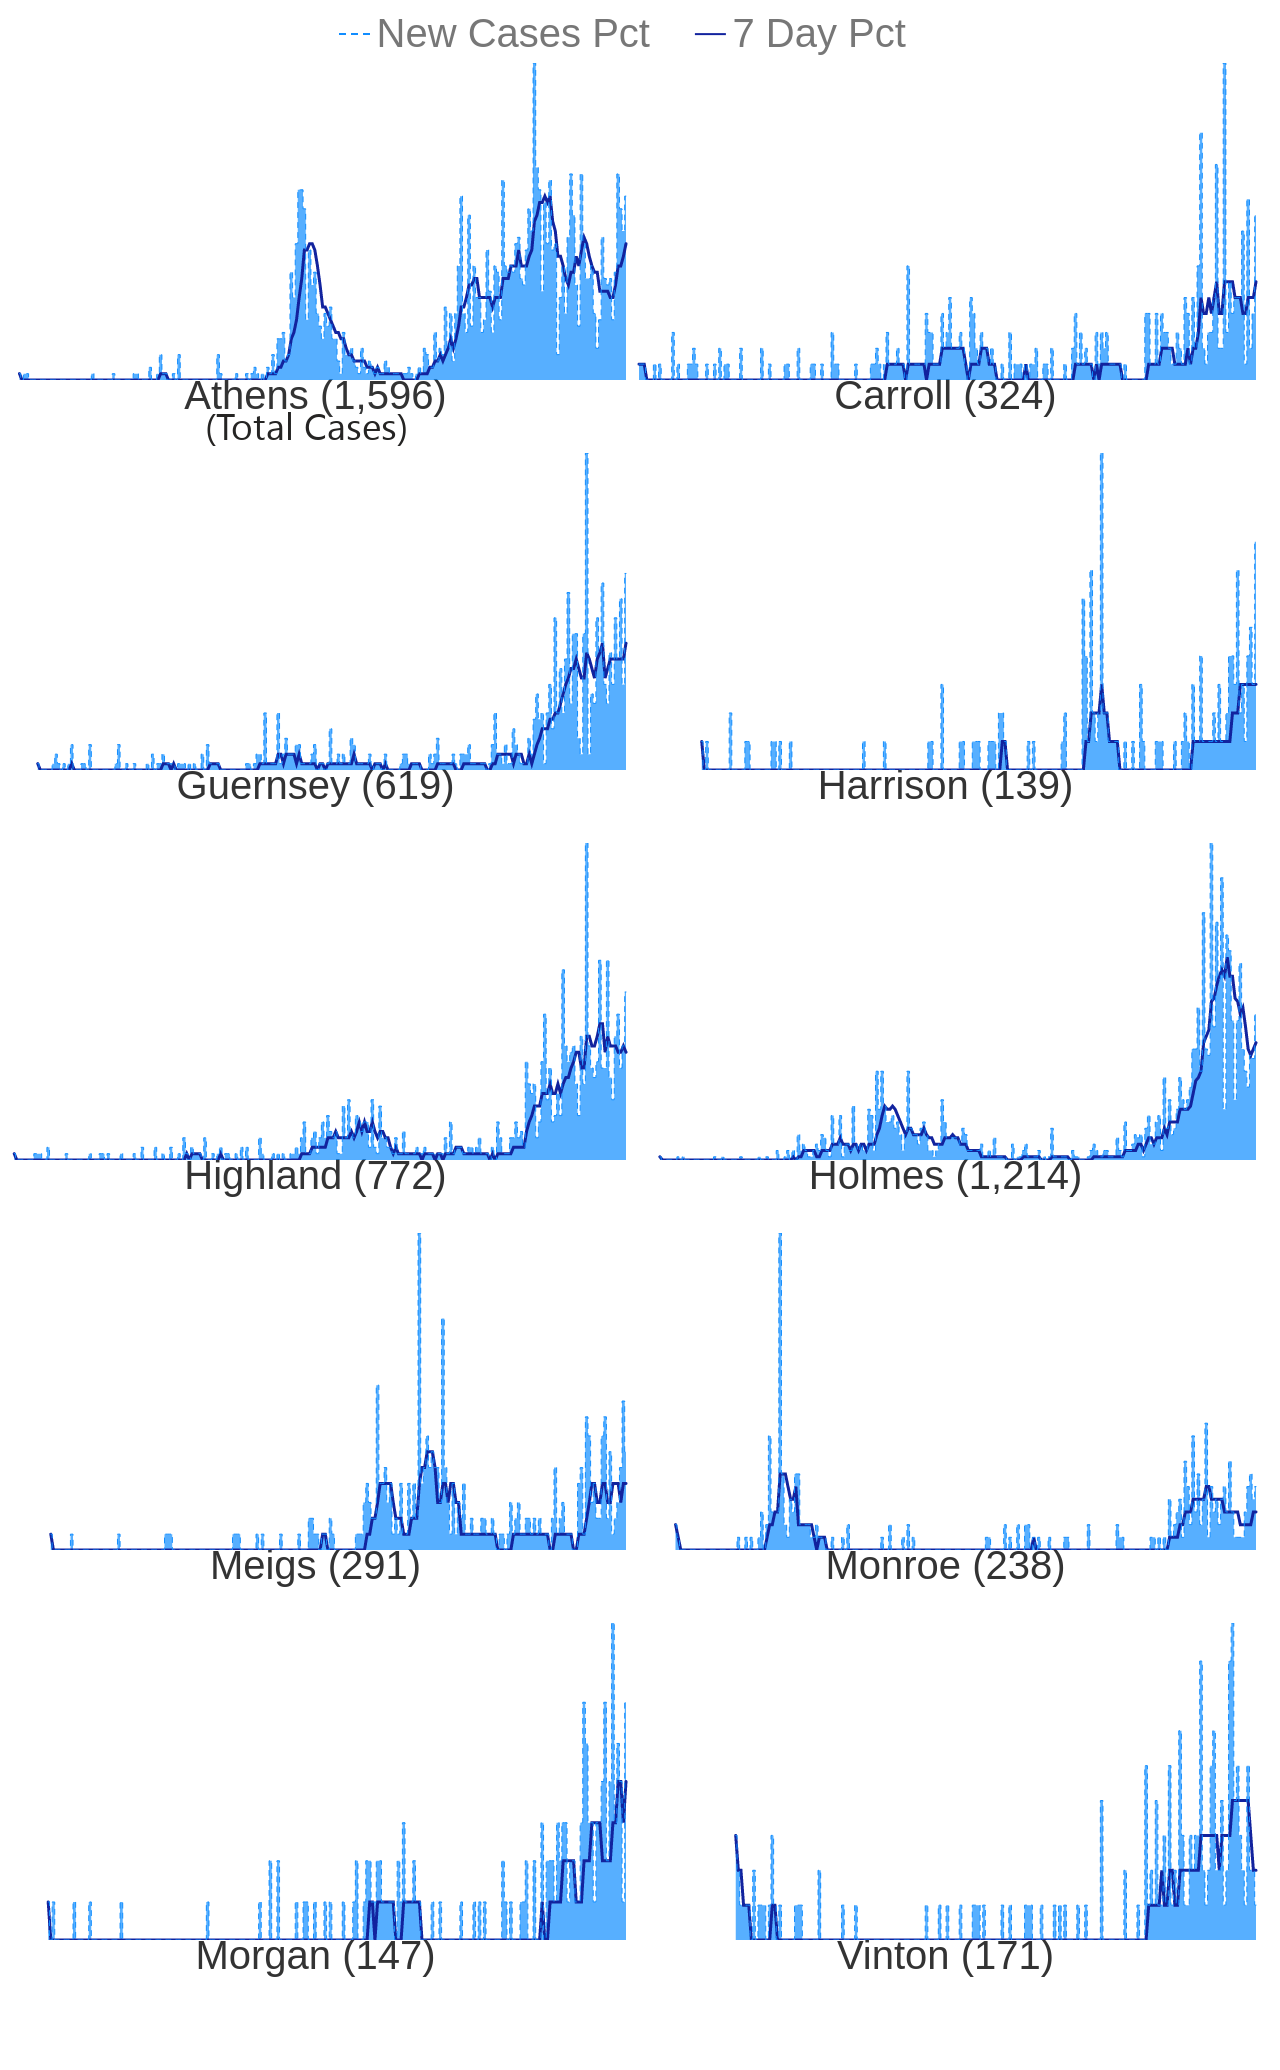 New Cases Pct 7 Day Pct
Athens (1,596) Carroll (324)
(Total Cases)
Guernsey (619) Harrison (139)
Highland (772) Holmes (1,214)
Meigs (291) Monroe (238)
Morgan (147) Vinton (171)